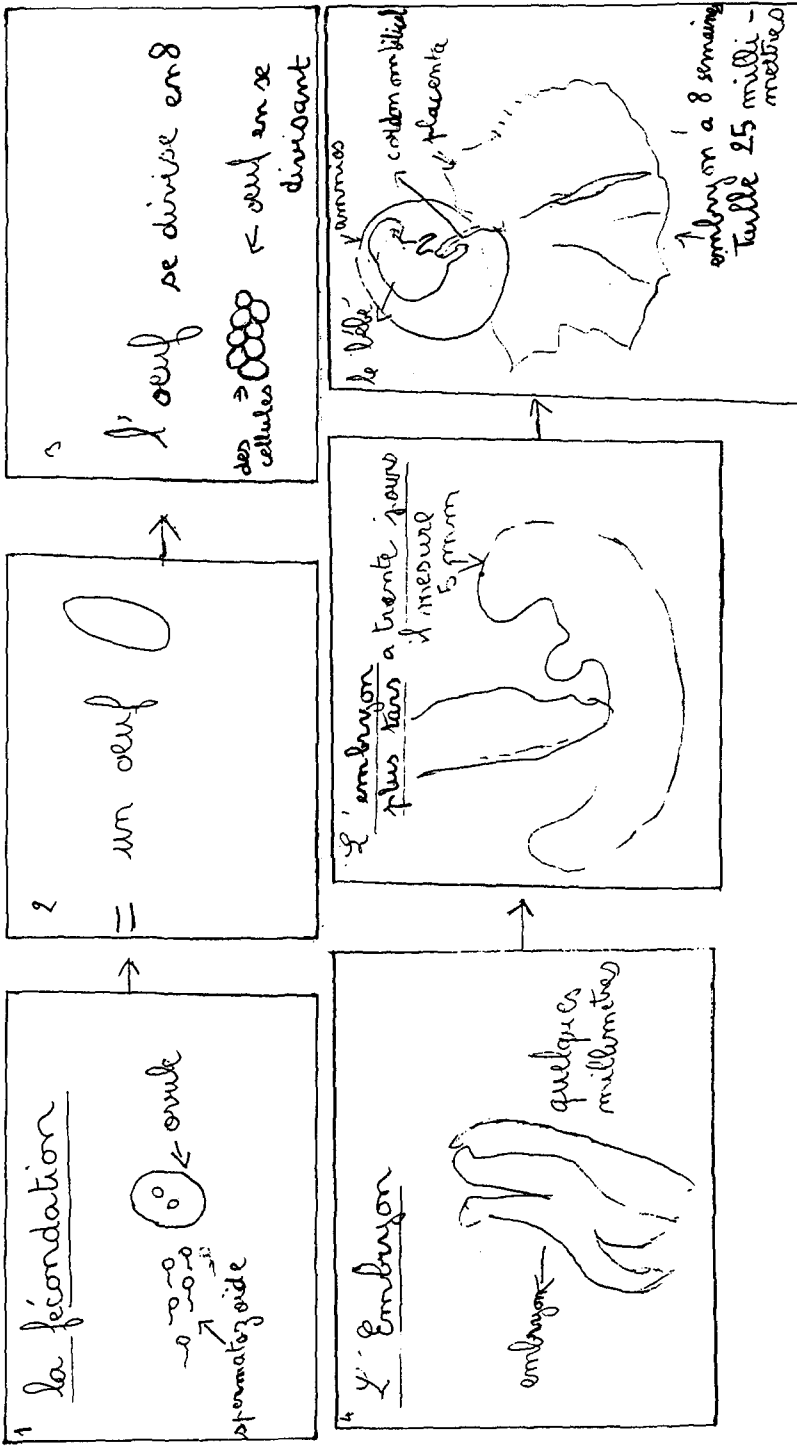 1
la fécondation
spermatozoïde
ovule
2
= un oeuf
3
l'oeuf se divise en 8
des
cellules
oeuf en se
divisant
4
L'Embryon
embryon
quelques
millimètres
L'embryon
plus tars a trente jours
il mesure
5 mm
le bébé
amnios
cordon ombilical
placenta
embryon à 8 semaines
Taille 25 milli-
mètres